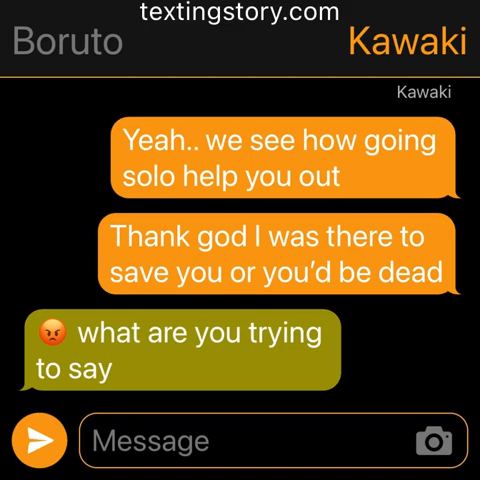 textingstory.com
Boruto
Kawaki
Kawaki
Yeah.. we see how going
solo help you out
Thank god I was there to
save you or you’d be dead
😡 what are you trying
to say
Message